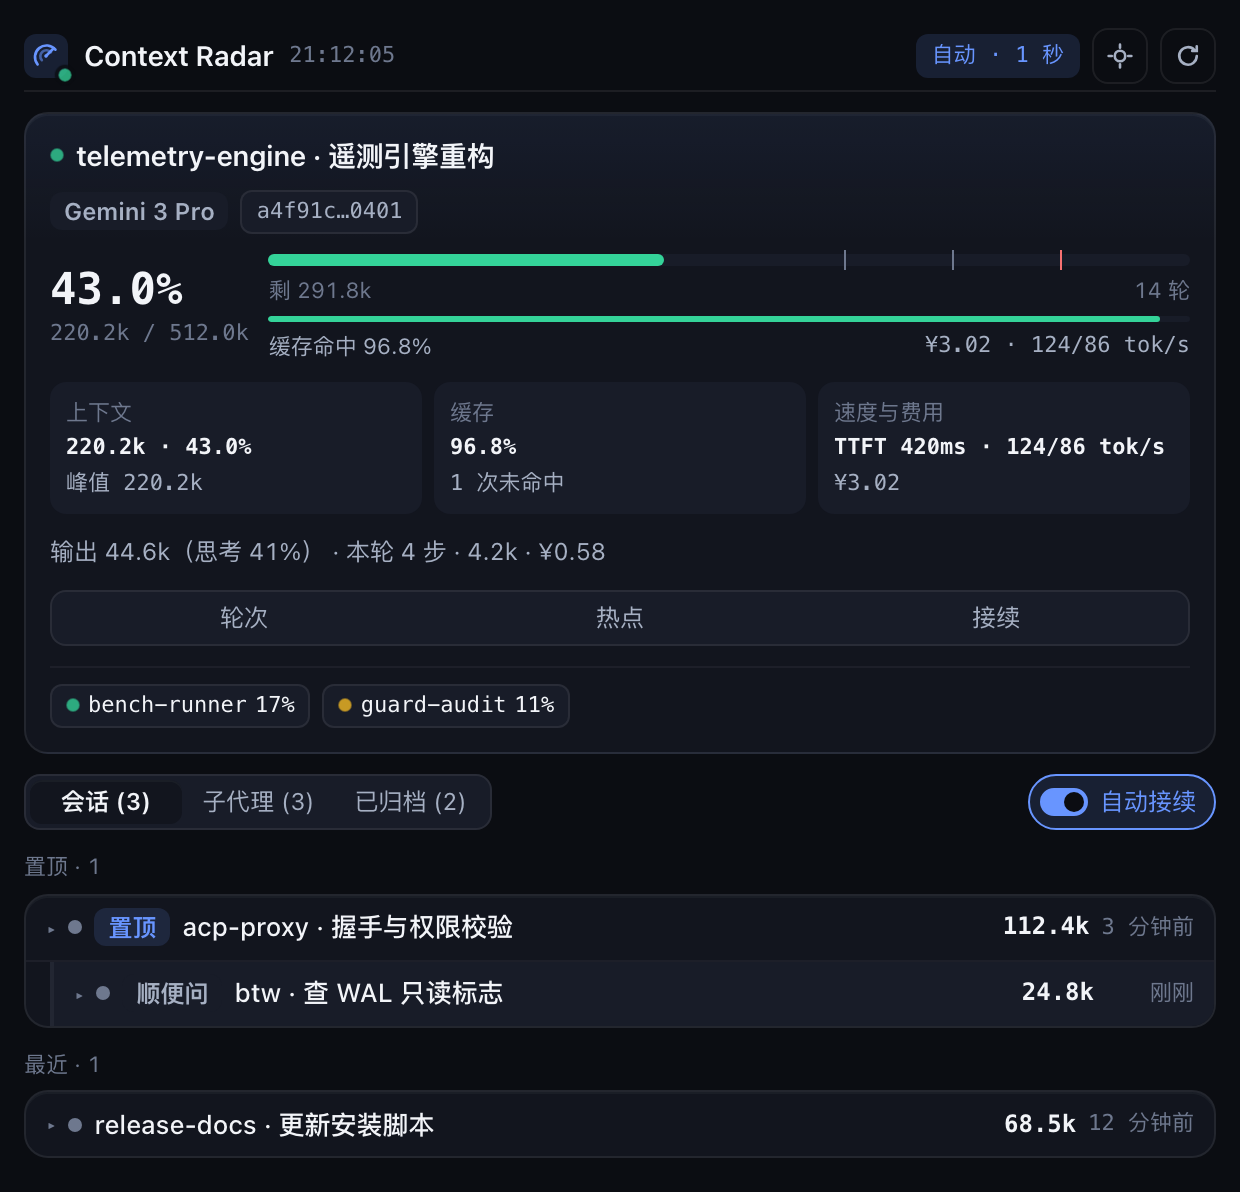 Context Radar 21:12:05 自动 · 1 秒
telemetry-engine · 遥测引擎重构
Gemini 3 Pro a4f91c…0401
43.0%
220.2k / 512.0k
剩 291.8k 14 轮
缓存命中 96.8% ¥3.02 · 124/86 tok/s
上下文
220.2k · 43.0%
峰值 220.2k
缓存
96.8%
1 次未命中
速度与费用
TTFT 420ms · 124/86 tok/s
¥3.02
输出 44.6k（思考 41%） · 本轮 4 步 · 4.2k · ¥0.58
轮次 热点 接续
bench-runner 17% guard-audit 11%
会话 (3) 子代理 (3) 已归档 (2) 自动接续
置顶 · 1
置顶 acp-proxy · 握手与权限校验 112.4k 3 分钟前
顺便问 btw · 查 WAL 只读标志 24.8k 刚刚
最近 · 1
release-docs · 更新安装脚本 68.5k 12 分钟前